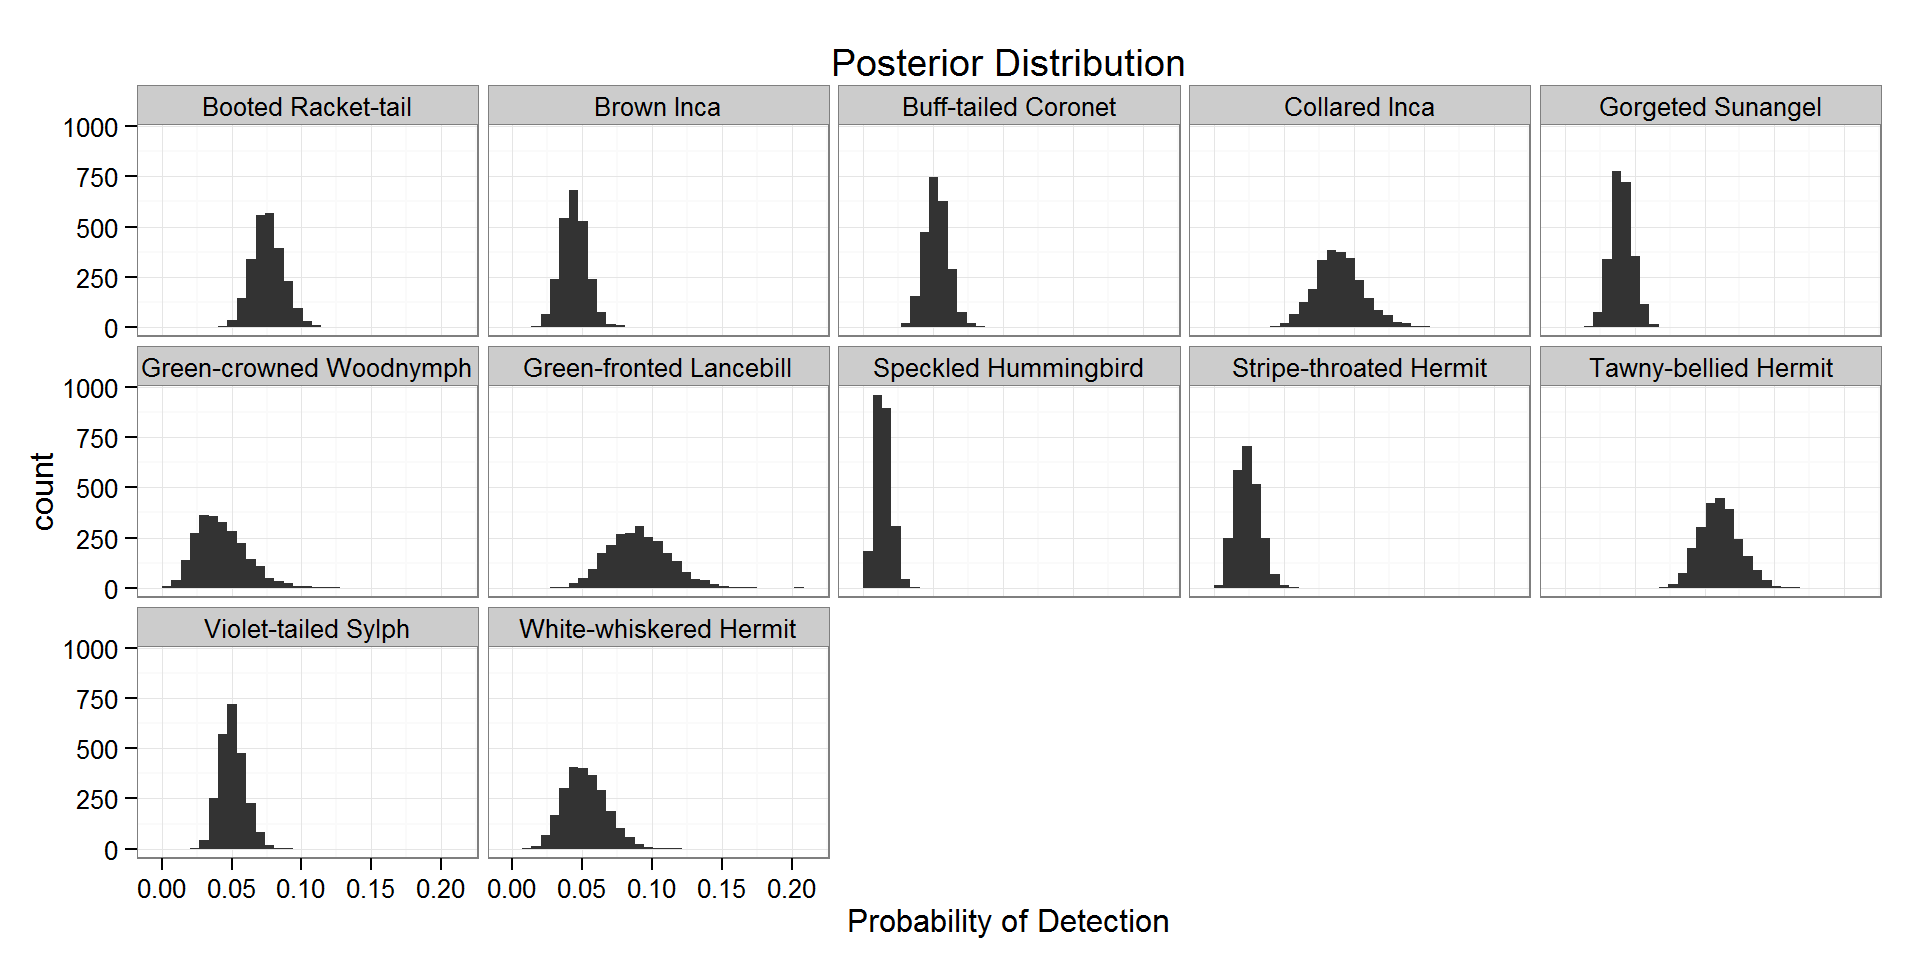 Posterior Distribution
Booted Racket-tail
Brown Inca
Buff-tailed Coronet
Collared Inca
Gorgeted Sunangel
1000
750
500
250
0
Green-crowned Woodnymph
Green-fronted Lancebill
Speckled Hummingbird
Stripe-throated Hermit
Tawny-bellied Hermit
1000
750
500
250
0
count
Violet-tailed Sylph
White-whiskered Hermit
1000
750
500
250
0
0.00 0.05 0.10 0.15 0.20
0.00 0.05 0.10 0.15 0.20
Probability of Detection